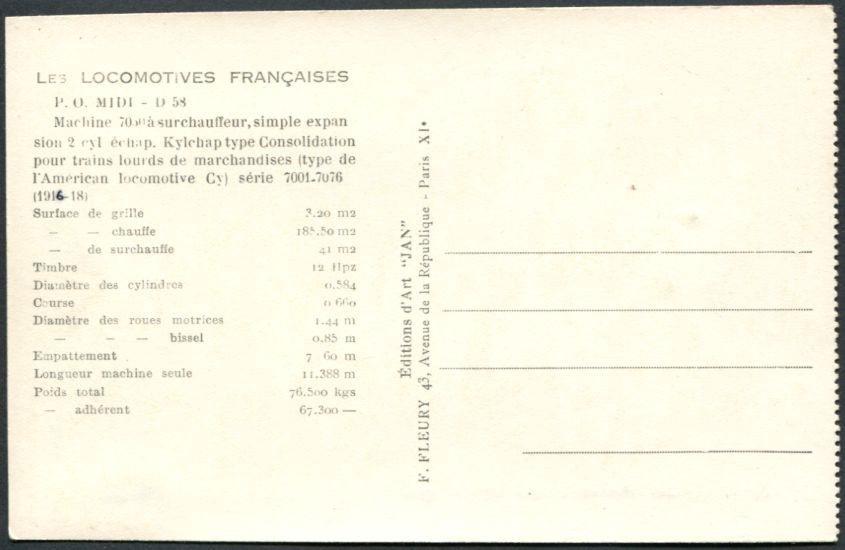 LES LOCOMOTIVES FRANÇAISES
P. O. MIDI - D 58
Machine 7050 à surchauffeur, simple expan
sion 2 cyl échap. Kylchap type Consolidation
pour trains lourds de marchandises (type de
l'American locomotive Cy) série 7001-7076
(1916-18)
Surface de grille 3.20 m2
— — chauffe 188.50 m2
— de surchauffe 41 m2
Timbre 12 Hpz
Diamètre des cylindres 0.584
Course 0.660
Diamètre des roues motrices 1.44 m
— — — bissel 0.85 m
Empattement 7 60 m
Longueur machine seule 11.388 m
Poids total 76.500 kgs
— adhérent 67.300 —
Éditions d'Art "JAN"
F. FLEURY 43, Avenue de la République - Paris XIe